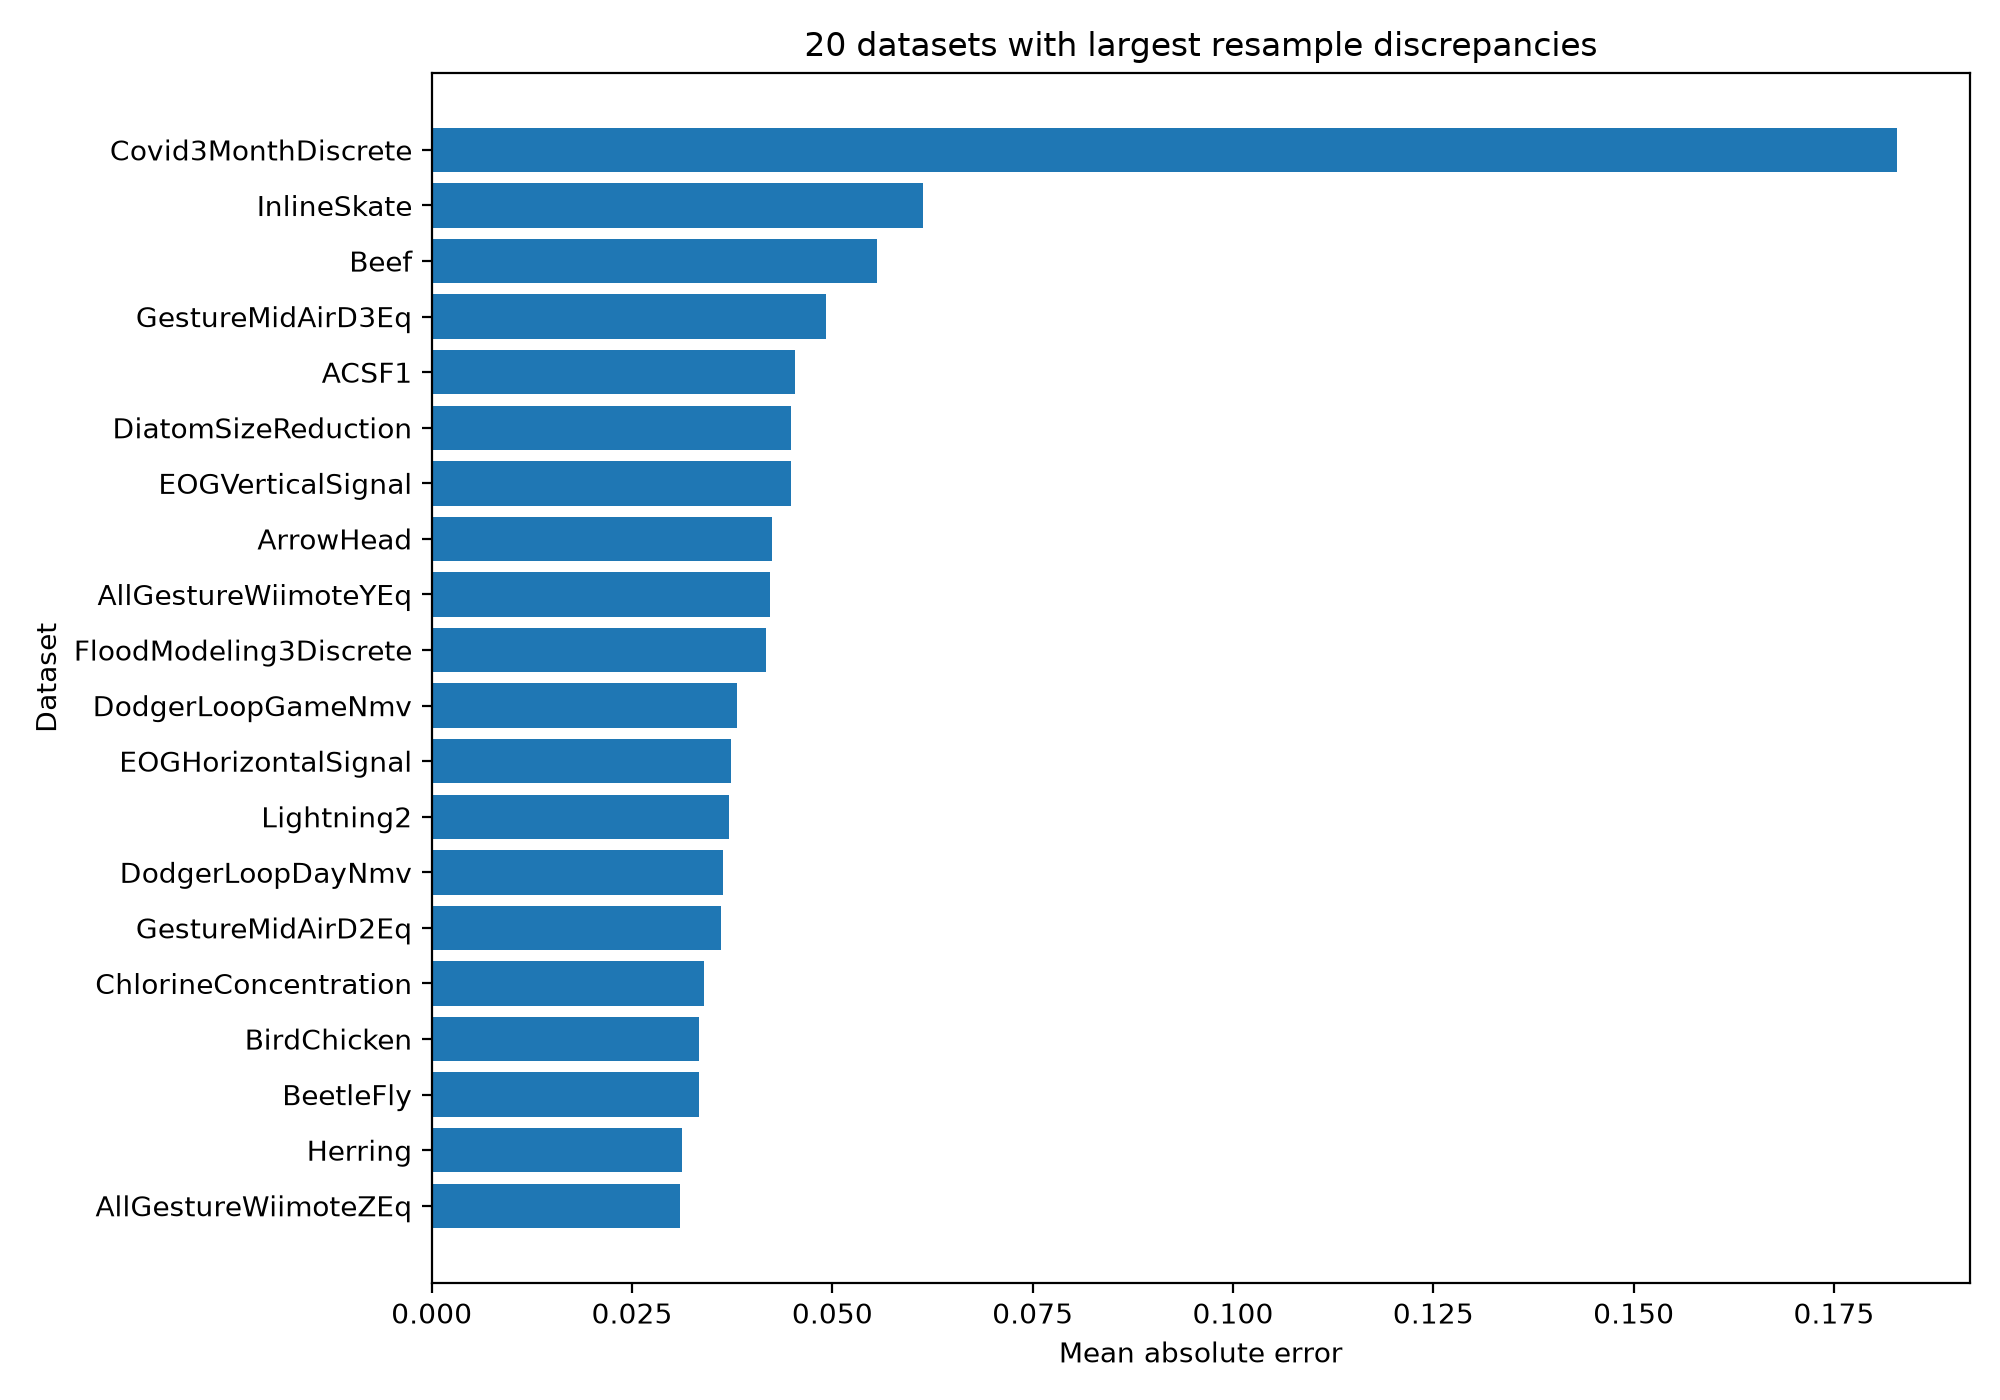 20 datasets with largest resample discrepancies
Covid3MonthDiscrete
InlineSkate
Beef
GestureMidAirD3Eq
ACSF1
DiatomSizeReduction
EOGVerticalSignal
ArrowHead
AllGestureWiimoteYEq
FloodModeling3Discrete
DodgerLoopGameNmv
EOGHorizontalSignal
Lightning2
DodgerLoopDayNmv
GestureMidAirD2Eq
ChlorineConcentration
BirdChicken
BeetleFly
Herring
AllGestureWiimoteZEq
Dataset
0.000 0.025 0.050 0.075 0.100 0.125 0.150 0.175
Mean absolute error